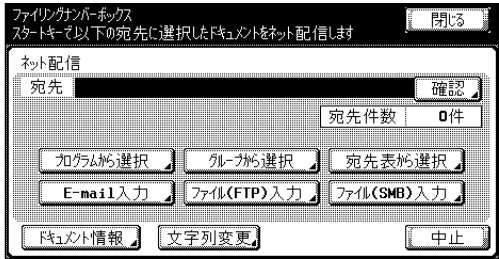 ファイリングナンバーボックス
スタートキーで以下の宛先に選択したドキュメントをネット配信します
閉じる
ネット配信
宛先
確認
宛先件数 0件
プログラムから選択 グループから選択 宛先表から選択
E-mail入力 ファイル(FTP)入力 ファイル(SMB)入力
ドキュメント情報 文字列変更 中止